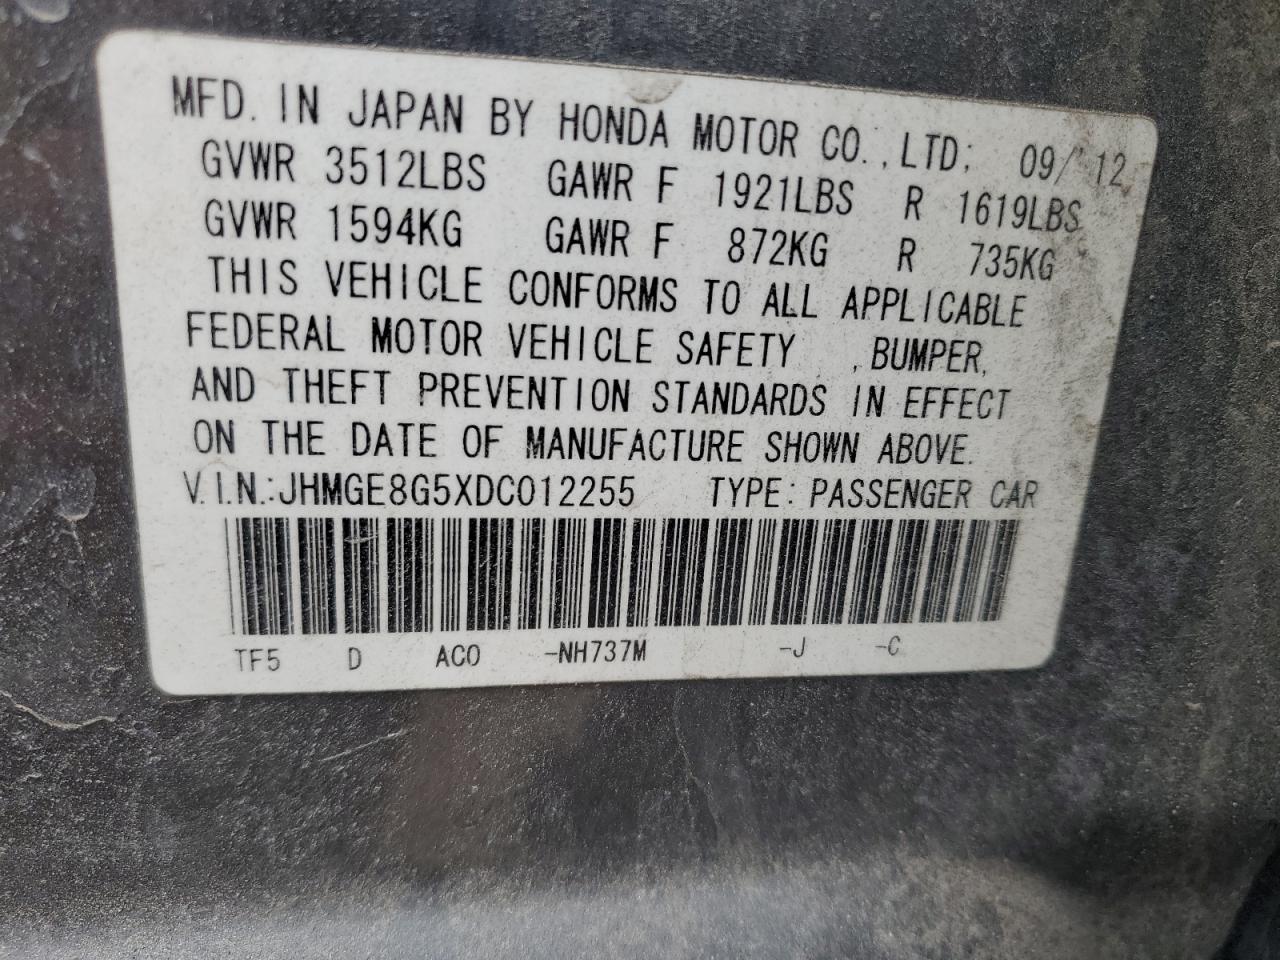 MFD. IN JAPAN BY HONDA MOTOR CO.,LTD; 09/ 12
GVWR 3512LBS GAWR F 1921LBS R 1619LBS
GVWR 1594KG GAWR F 872KG R 735KG
THIS VEHICLE CONFORMS TO ALL APPLICABLE
FEDERAL MOTOR VEHICLE SAFETY ,BUMPER,
AND THEFT PREVENTION STANDARDS IN EFFECT
ON THE DATE OF MANUFACTURE SHOWN ABOVE.
V.I.N.:JHMGE8G5XDC012255 TYPE: PASSENGER CAR
TF5 D AC0 -NH737M -J -C